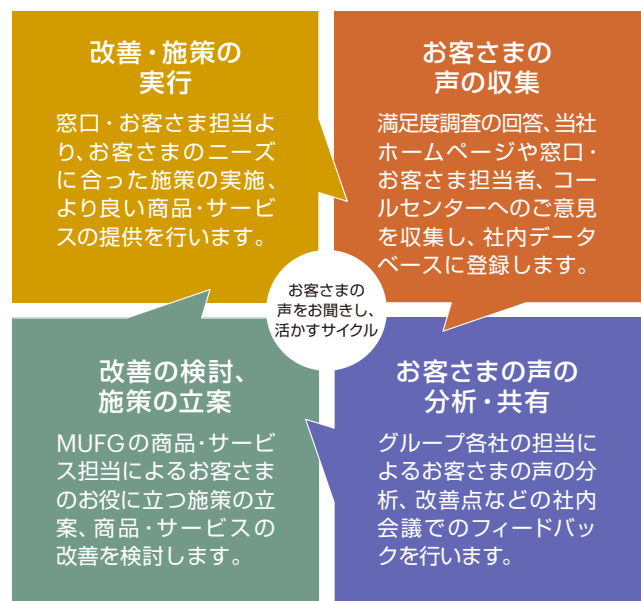 改善・施策の
実行
窓口・お客さま担当よ
り、お客さまのニーズ
に合った施策の実施、
より良い商品・サービ
スの提供を行います。
お客さまの
声の収集
満足度調査の回答、当社
ホームページや窓口・
お客さま担当者、コー
ルセンターへのご意見
を収集し、社内データ
ベースに登録します。
お客さまの
声をお聞きし、
活かすサイクル
改善の検討、
施策の立案
MUFGの商品・サービ
ス担当によるお客さま
のお役に立つ施策の立
案、商品・サービスの
改善を検討します。
お客さまの声の
分析・共有
グループ各社の担当に
よるお客さまの声の分
析、改善点などの社内
会議でのフィードバッ
クを行います。